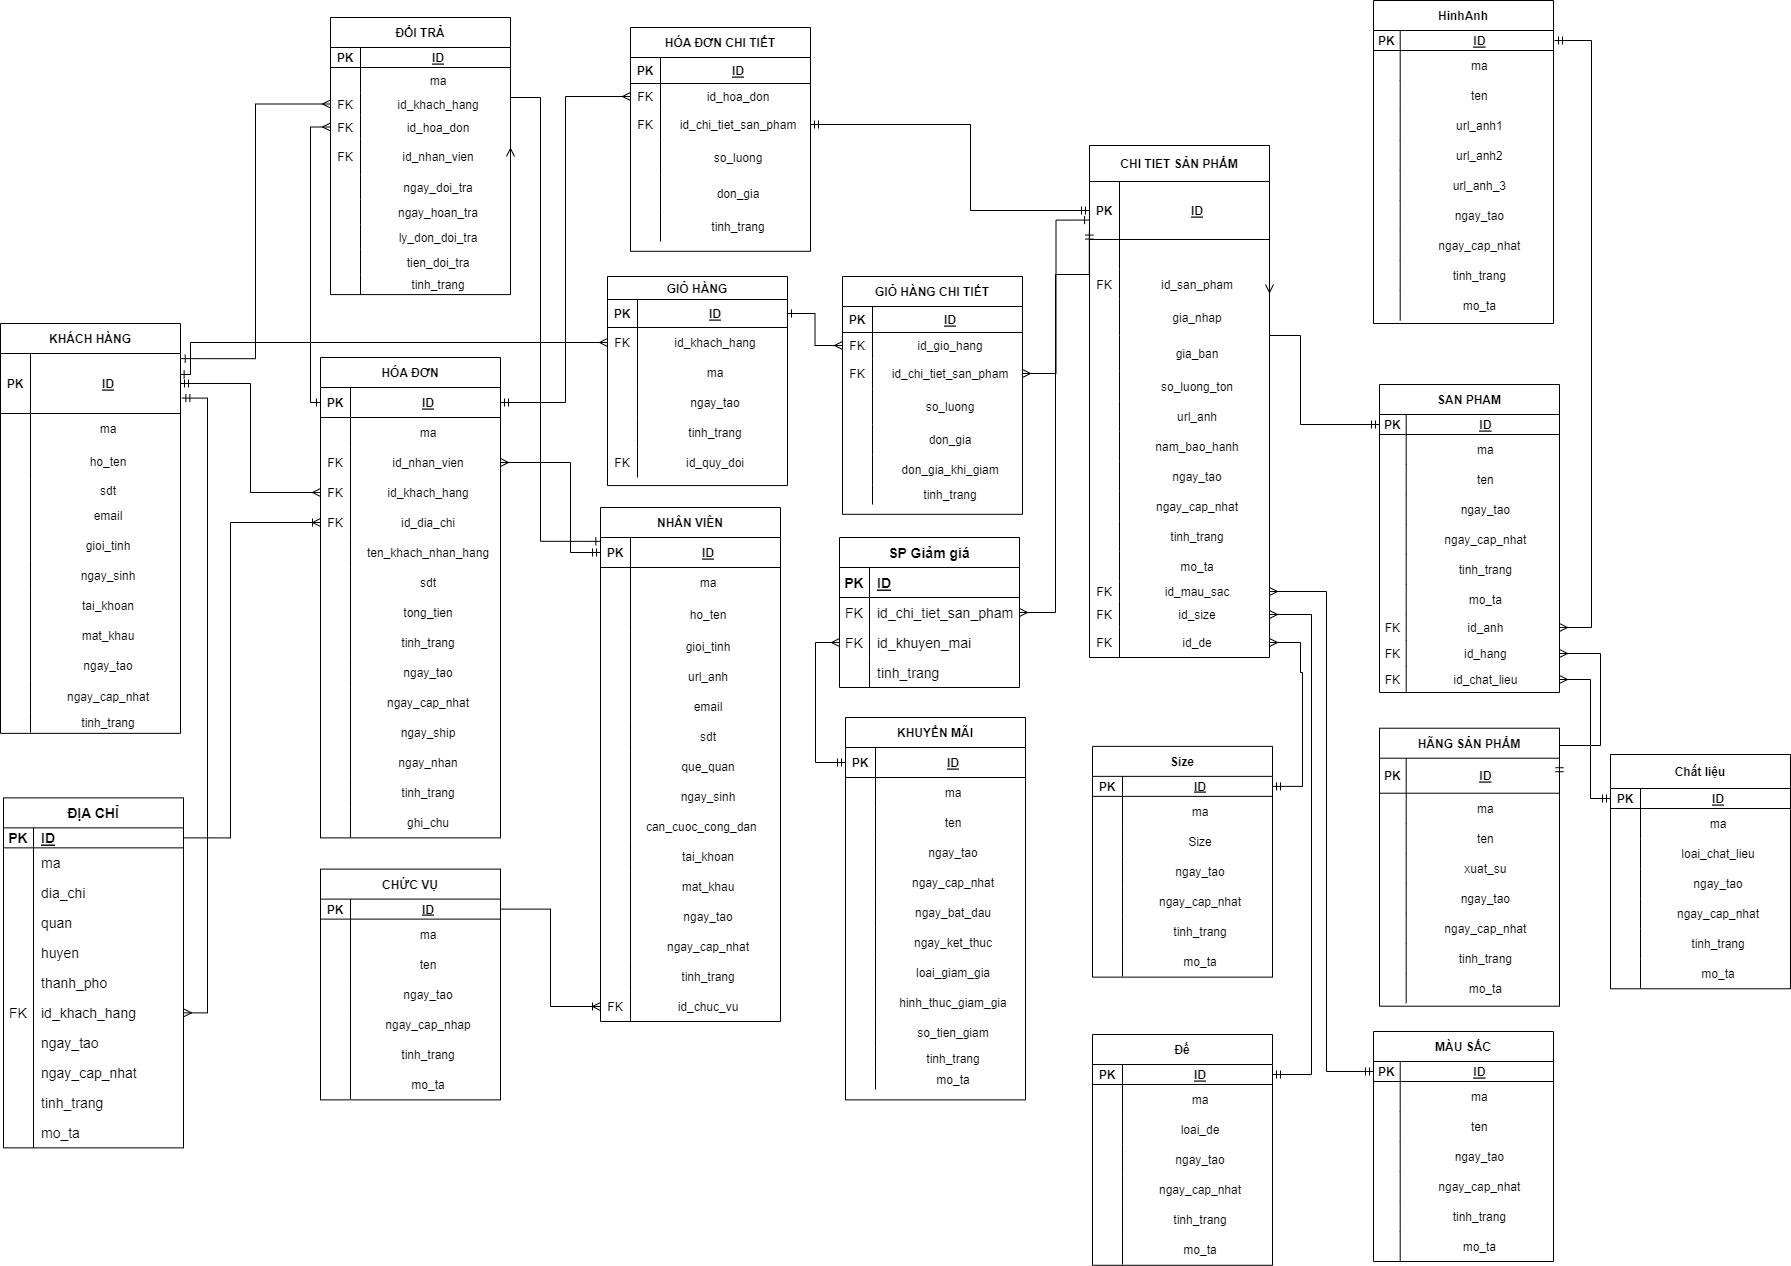 ĐỔI TRẢ
PK ID
ma
FK id_khach_hang
FK id_hoa_don
FK id_nhan_vien
ngay_doi_tra
ngay_hoan_tra
ly_don_doi_tra
tien_doi_tra
tinh_trang
HÓA ĐƠN CHI TIẾT
PK ID
FK id_hoa_don
FK id_chi_tiet_san_pham
so_luong
don_gia
tinh_trang
CHI TIET SẢN PHẨM
PK ID
FK id_san_pham
gia_nhap
gia_ban
so_luong_ton
url_anh
nam_bao_hanh
ngay_tao
ngay_cap_nhat
tinh_trang
mo_ta
FK id_mau_sac
FK id_size
FK id_de
HinhAnh
PK ID
ma
ten
url_anh1
url_anh2
url_anh_3
ngay_tao
ngay_cap_nhat
tinh_trang
mo_ta
KHÁCH HÀNG
PK ID
ma
ho_ten
sdt
email
gioi_tinh
ngay_sinh
tai_khoan
mat_khau
ngay_tao
ngay_cap_nhat
tinh_trang
HÓA ĐƠN
PK ID
ma
FK id_nhan_vien
FK id_khach_hang
FK id_dia_chi
ten_khach_nhan_hang
sdt
tong_tien
tinh_trang
ngay_tao
ngay_cap_nhat
ngay_ship
ngay_nhan
tinh_trang
ghi_chu
GIỎ HÀNG
PK ID
FK id_khach_hang
ma
ngay_tao
tinh_trang
FK id_quy_doi
GIỎ HÀNG CHI TIẾT
PK ID
FK id_gio_hang
FK id_chi_tiet_san_pham
so_luong
don_gia
don_gia_khi_giam
tinh_trang
SAN PHAM
PK ID
ma
ten
ngay_tao
ngay_cap_nhat
tinh_trang
mo_ta
FK id_anh
FK id_hang
FK id_chat_lieu
NHÂN VIÊN
PK ID
ma
ho_ten
gioi_tinh
url_anh
email
sdt
que_quan
ngay_sinh
can_cuoc_cong_dan
tai_khoan
mat_khau
ngay_tao
ngay_cap_nhat
tinh_trang
FK id_chuc_vu
SP Giảm giá
PK ID
FK id_chi_tiet_san_pham
FK id_khuyen_mai
tinh_trang
KHUYẾN MÃI
PK ID
ma
ten
ngay_tao
ngay_cap_nhat
ngay_bat_dau
ngay_ket_thuc
loai_giam_gia
hinh_thuc_giam_gia
so_tien_giam
tinh_trang
mo_ta
Size
PK ID
ma
Size
ngay_tao
ngay_cap_nhat
tinh_trang
mo_ta
HÃNG SẢN PHẨM
PK ID
ma
ten
xuat_su
ngay_tao
ngay_cap_nhat
tinh_trang
mo_ta
Chất liệu
PK ID
ma
loai_chat_lieu
ngay_tao
ngay_cap_nhat
tinh_trang
mo_ta
ĐỊA CHỈ
PK ID
ma
dia_chi
quan
huyen
thanh_pho
FK id_khach_hang
ngay_tao
ngay_cap_nhat
tinh_trang
mo_ta
CHỨC VỤ
PK ID
ma
ten
ngay_tao
ngay_cap_nhap
tinh_trang
mo_ta
Đế
PK ID
ma
loai_de
ngay_tao
ngay_cap_nhat
tinh_trang
mo_ta
MÀU SẮC
PK ID
ma
ten
ngay_tao
ngay_cap_nhat
tinh_trang
mo_ta